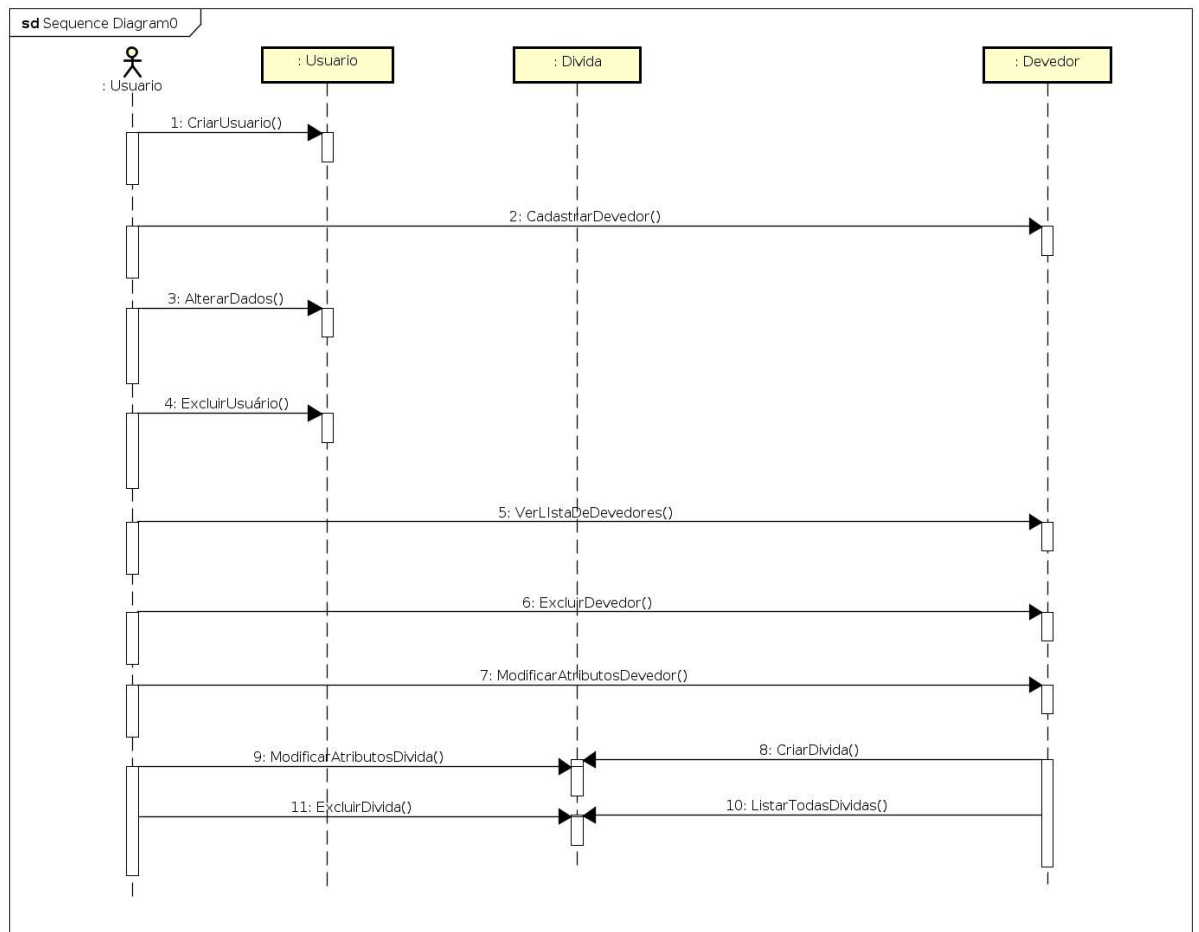 sd Sequence Diagram0
: Usuario
: Usuario
: Divida
: Devedor
1: CriarUsuario()
2: CadastrarDevedor()
3: AlterarDados()
4: ExcluirUsuário()
5: VerLIstaDeDevedores()
6: ExcluirDevedor()
7: ModificarAtributosDevedor()
9: ModificarAtributosDivida()
8: CriarDivida()
11: ExcluirDivida()
10: ListarTodasDividas()